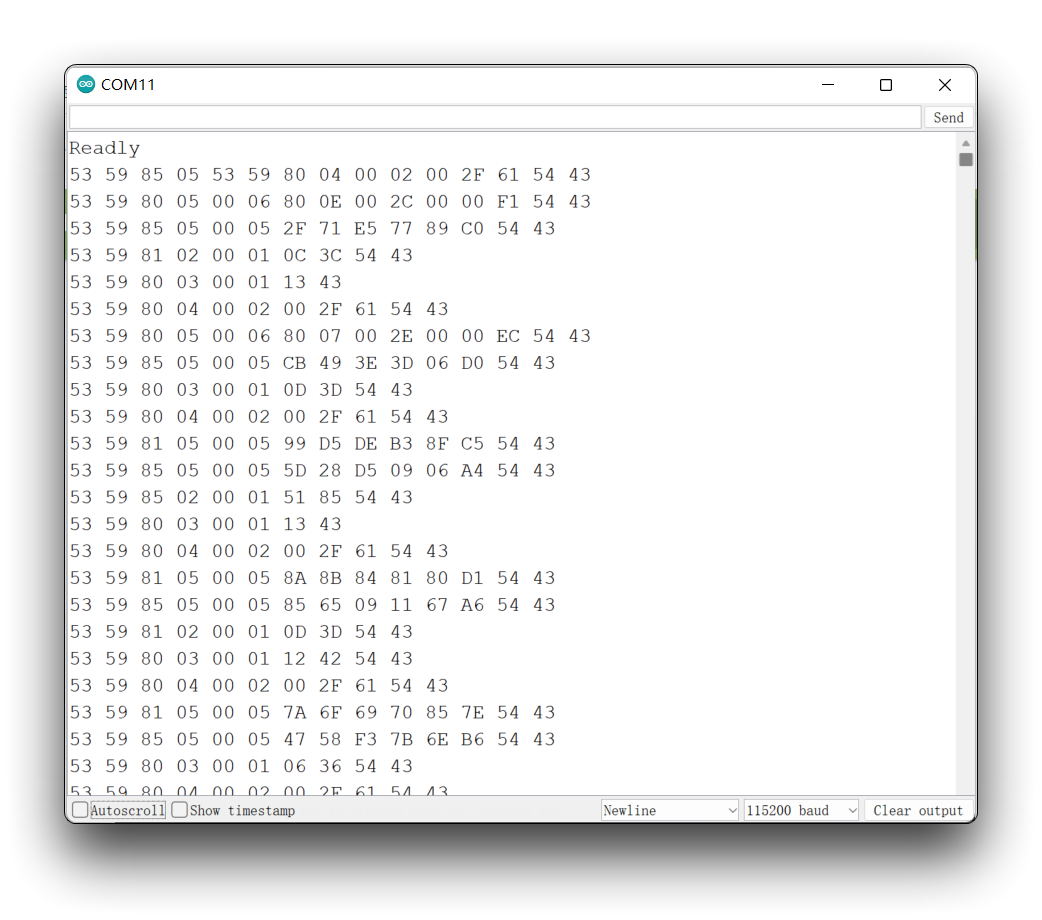 COM11
Send
Readly
53 59 85 05 53 59 80 04 00 02 00 2F 61 54 43
53 59 80 05 00 06 80 0E 00 2C 00 00 F1 54 43
53 59 85 05 00 05 2F 71 E5 77 89 C0 54 43
53 59 81 02 00 01 0C 3C 54 43
53 59 80 03 00 01 13 43
53 59 80 04 00 02 00 2F 61 54 43
53 59 80 05 00 06 80 07 00 2E 00 00 EC 54 43
53 59 85 05 00 05 CB 49 3E 3D 06 D0 54 43
53 59 80 03 00 01 0D 3D 54 43
53 59 80 04 00 02 00 2F 61 54 43
53 59 81 05 00 05 99 D5 DE B3 8F C5 54 43
53 59 85 05 00 05 5D 28 D5 09 06 A4 54 43
53 59 85 02 00 01 51 85 54 43
53 59 80 03 00 01 13 43
53 59 80 04 00 02 00 2F 61 54 43
53 59 81 05 00 05 8A 8B 84 81 80 D1 54 43
53 59 85 05 00 05 85 65 09 11 67 A6 54 43
53 59 81 02 00 01 0D 3D 54 43
53 59 80 03 00 01 12 42 54 43
53 59 80 04 00 02 00 2F 61 54 43
53 59 81 05 00 05 7A 6F 69 70 85 7E 54 43
53 59 85 05 00 05 47 58 F3 7B 6E B6 54 43
53 59 80 03 00 01 06 36 54 43
53 59 80 04 00 02 00 2F 61 54 43
Autoscroll Show timestamp Newline 115200 baud Clear output